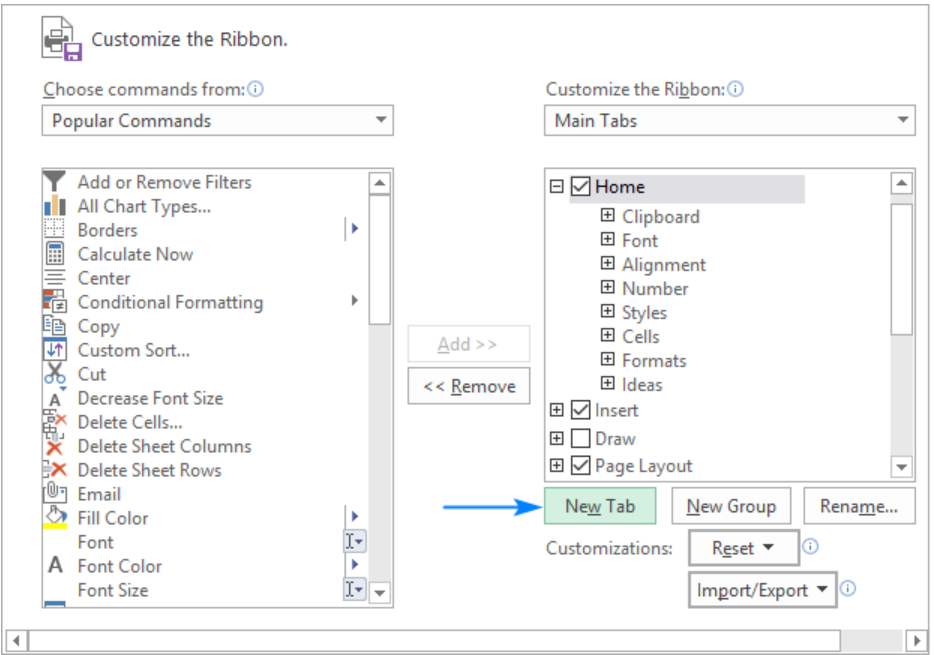 Customize the Ribbon.
Choose commands from:
Customize the Ribbon:
Popular Commands
Main Tabs
Add or Remove Filters
All Chart Types...
Borders
Calculate Now
Center
Conditional Formatting
Copy
Custom Sort...
Cut
Decrease Font Size
Delete Cells...
Delete Sheet Columns
Delete Sheet Rows
Email
Fill Color
Font
Font Color
Font Size
Add >>
<< Remove
Home
Clipboard
Font
Alignment
Number
Styles
Cells
Formats
Ideas
Insert
Draw
Page Layout
New Tab
New Group
Rename...
Customizations:
Reset
Import/Export